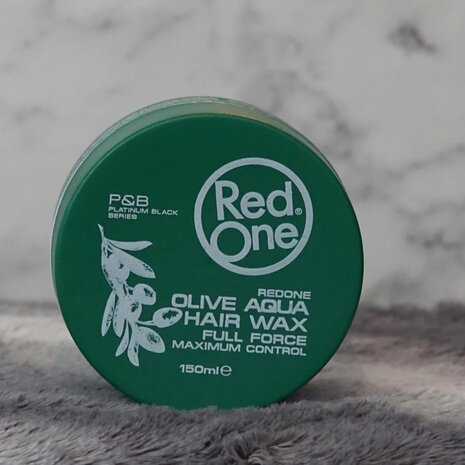 P&B
PLATINUM BLACK
SERIES
Red®
One
REDONE
OLIVE AQUA
HAIR WAX
FULL FORCE
MAXIMUM CONTROL
150ml ℮